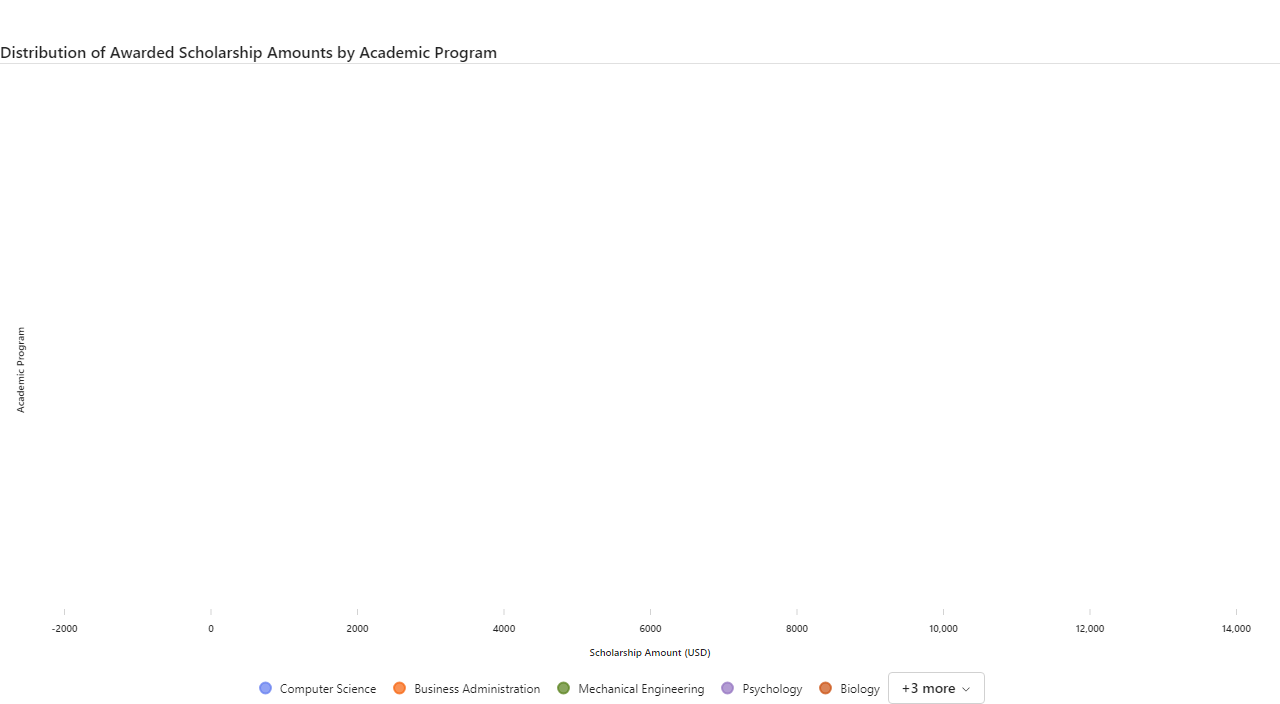 Distribution of Awarded Scholarship Amounts by Academic Program
Academic Program
-2000 0 2000 4000 6000 8000 10,000 12,000 14,000
Scholarship Amount (USD)
Computer Science Business Administration Mechanical Engineering Psychology Biology +3 more